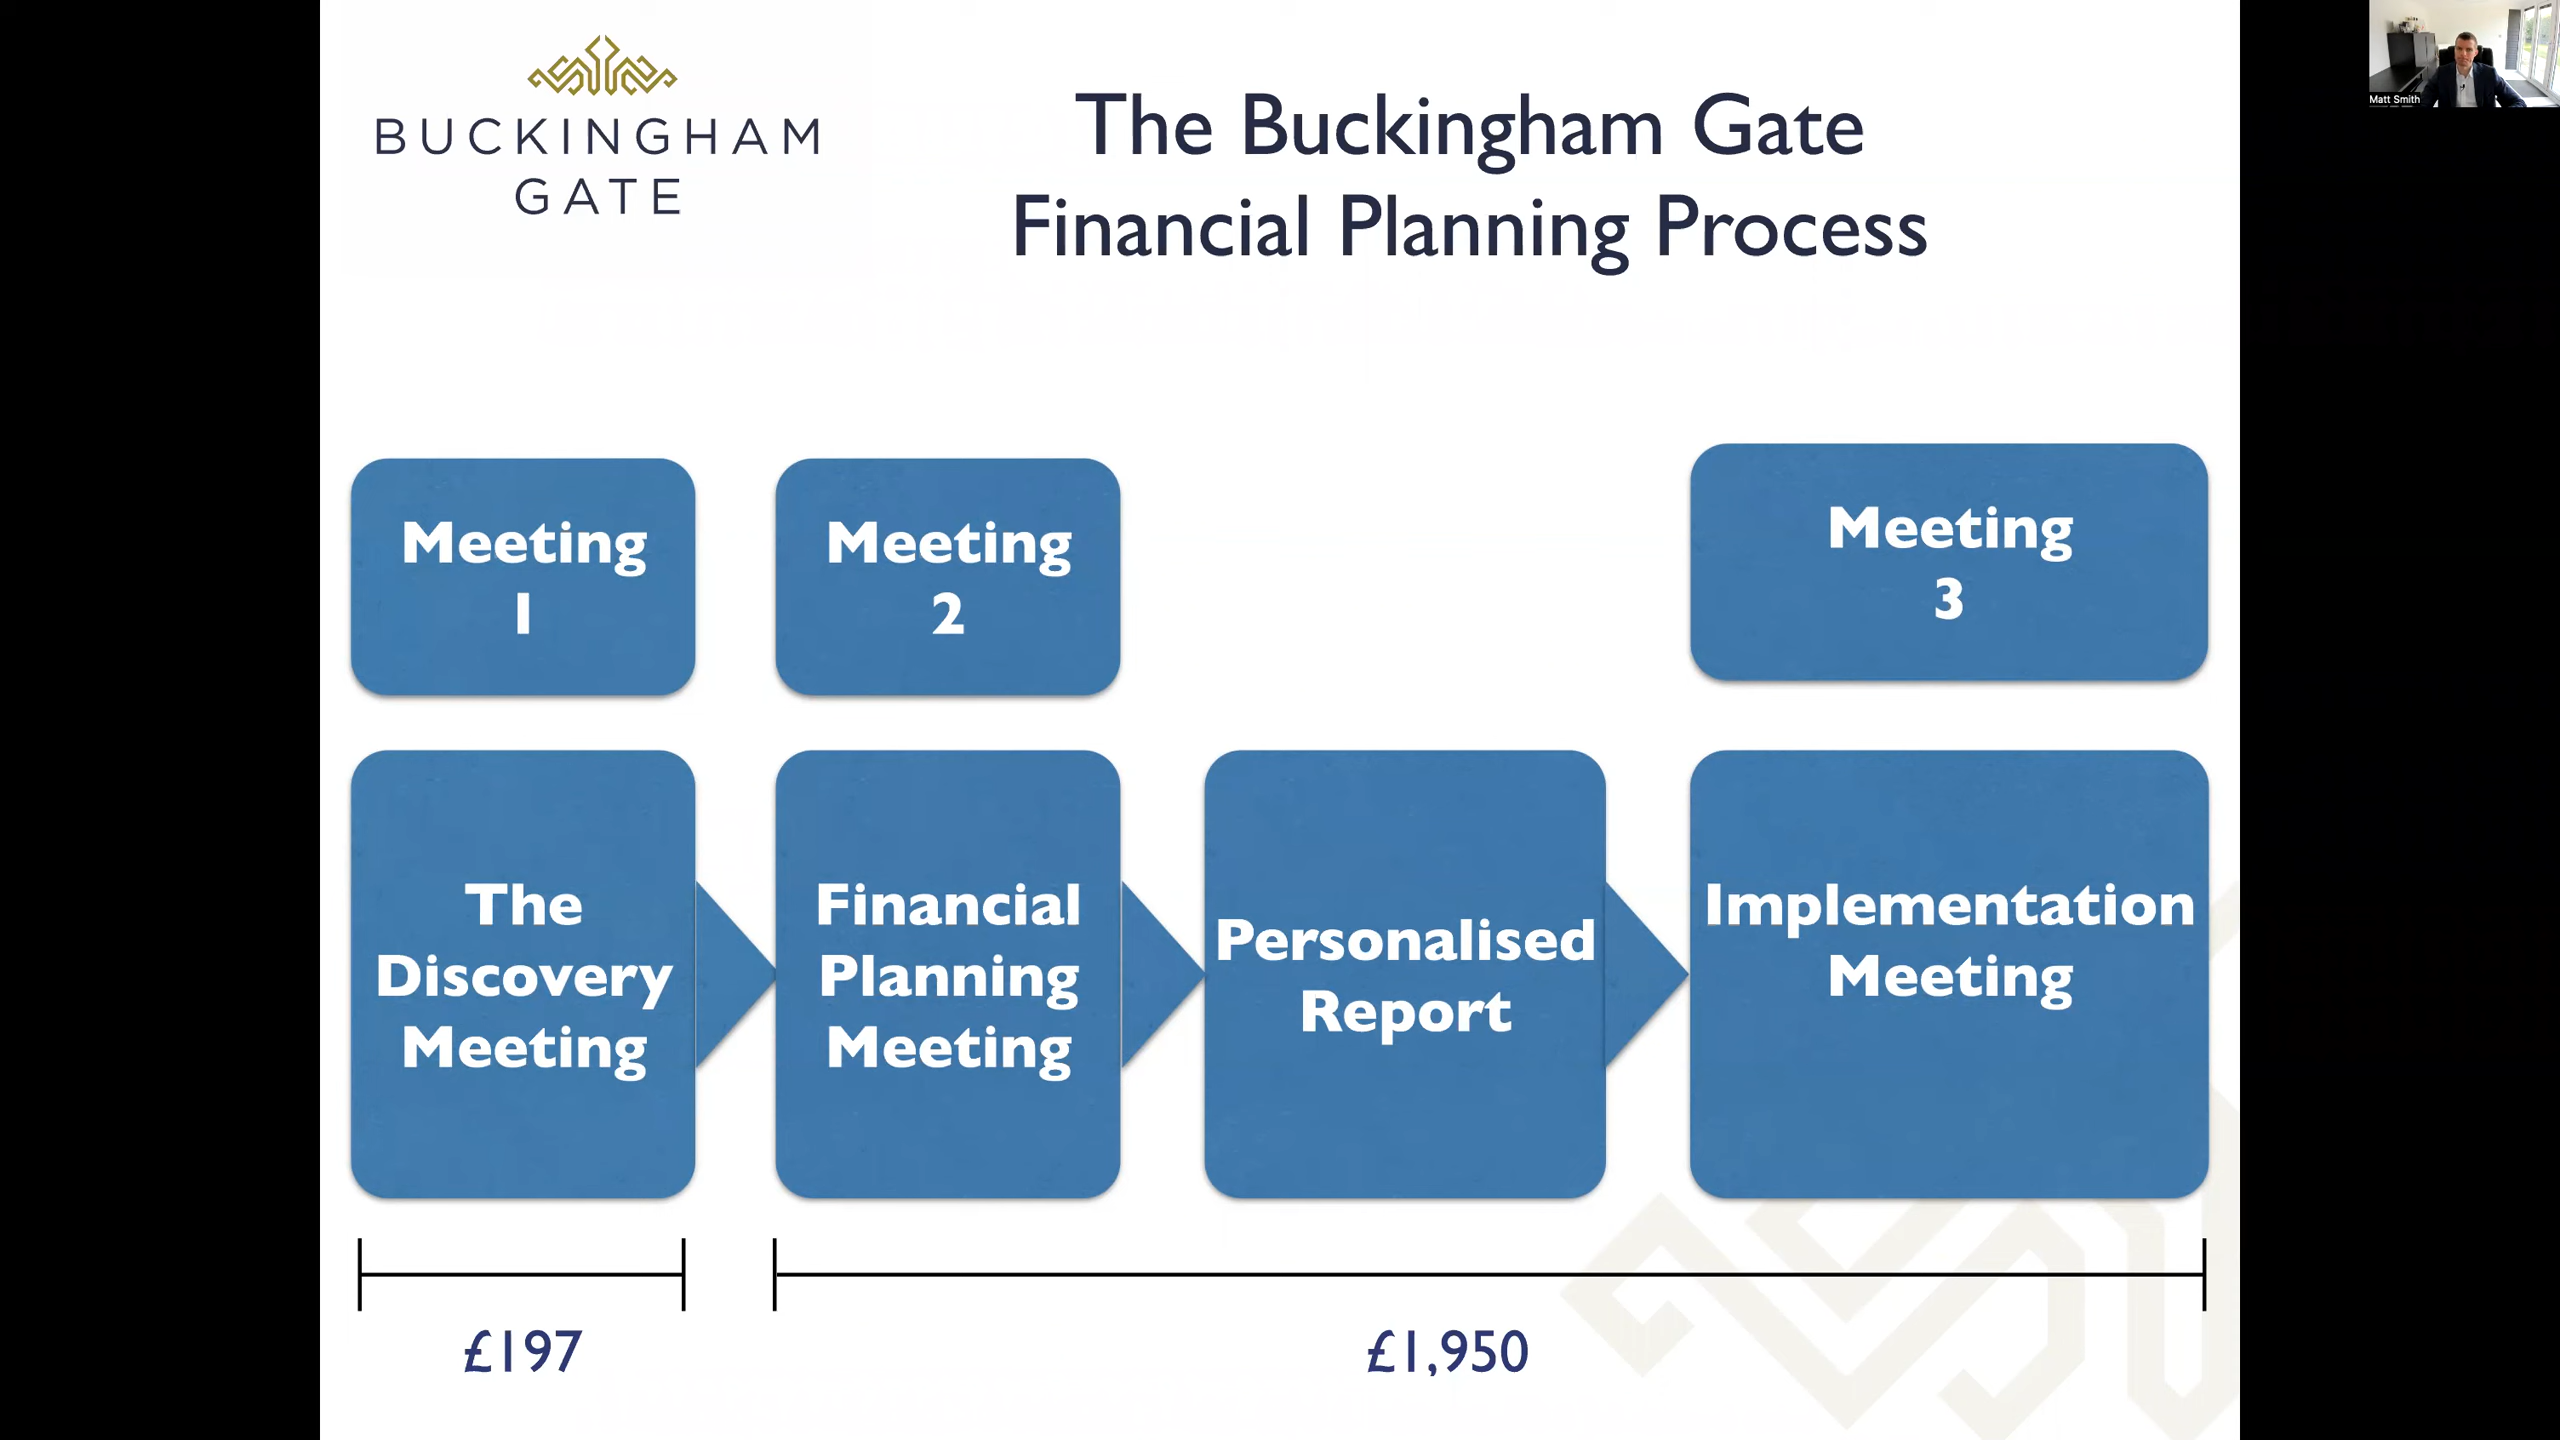 BUCKINGHAM
GATE
The Buckingham Gate
Financial Planning Process
Matt Smith
Meeting
1
Meeting
2
Meeting
3
The
Discovery
Meeting
Financial
Planning
Meeting
Personalised
Report
Implementation
Meeting
£197
£1,950